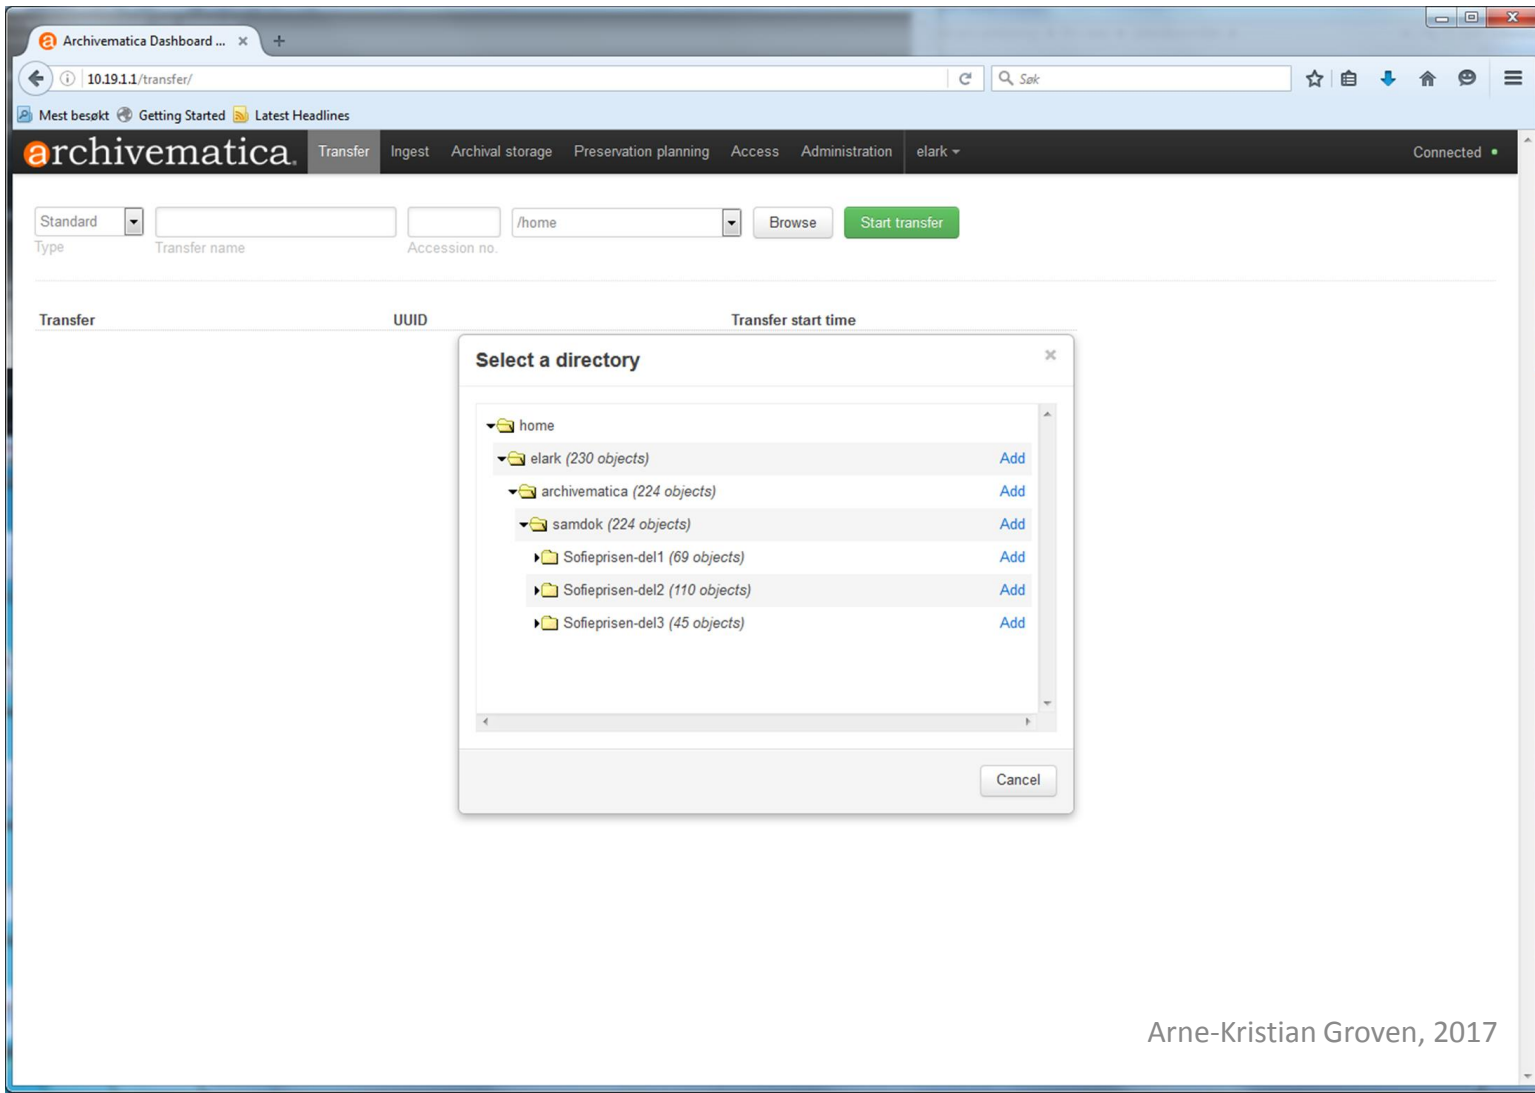 Archivematica Dashboard ...
10.19.1.1/transfer/
Søk
Mest besøkt Getting Started Latest Headlines
archivematica. Transfer Ingest Archival storage Preservation planning Access Administration elark Connected
Standard /home Browse Start transfer
Type Transfer name Accession no.
Transfer UUID Transfer start time
Select a directory
home
elark (230 objects) Add
archivematica (224 objects) Add
samdok (224 objects) Add
Sofieprisen-del1 (69 objects) Add
Sofieprisen-del2 (110 objects) Add
Sofieprisen-del3 (45 objects) Add
Cancel
Arne-Kristian Groven, 2017